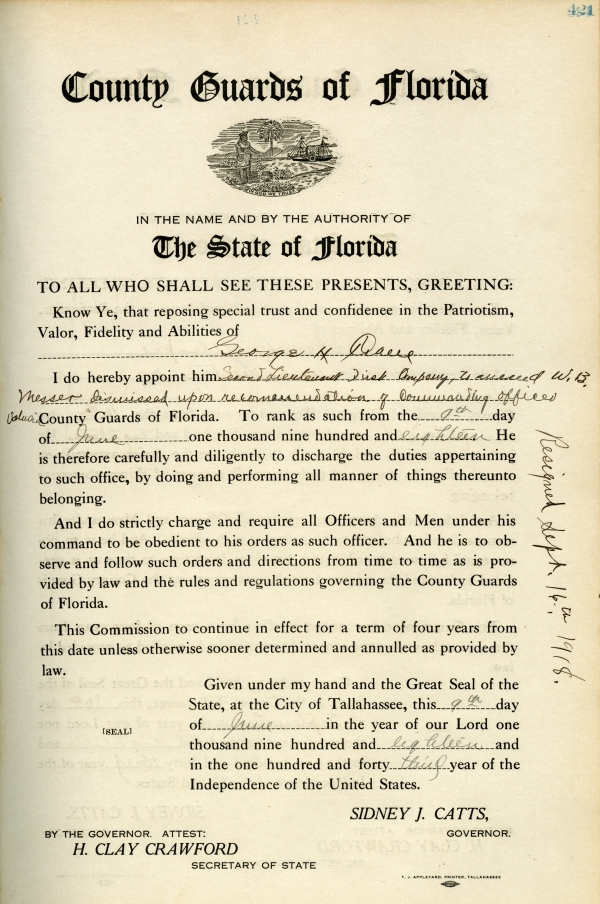 421
County Guards of Florida
IN GOD WE TRUST
IN THE NAME AND BY THE AUTHORITY OF
The State of Florida
TO ALL WHO SHALL SEE THESE PRESENTS, GREETING:
Know Ye, that reposing special trust and confidenee in the Patriotism,
Valor, Fidelity and Abilities of
George H
I do hereby appoint him Second Lieutenant First Company, to succeed W. B.
Messer dismissed upon recomendation of Commanding officer
Volusia County Guards of Florida. To rank as such from the 9th day
of June one thousand nine hundred and eighteen He
is therefore carefully and diligently to discharge the duties appertaining
to such office, by doing and performing all manner of things thereunto
belonging.
And I do strictly charge and require all Officers and Men under his
command to be obedient to his orders as such officer. And he is to ob-
serve and follow such orders and directions from time to time as is pro-
vided by law and the rules and regulations governing the County Guards
of Florida.
This Commission to continue in effect for a term of four years from
this date unless otherwise sooner determined and annulled as provided by
law.
Given under my hand and the Great Seal of the
State, at the City of Tallahassee, this 9th day
of June in the year of our Lord one
[SEAL]
thousand nine hundred and eighteen and
in the one hundred and forty third year of the
Independence of the United States.
SIDNEY J. CATTS,
GOVERNOR.
BY THE GOVERNOR. ATTEST:
H. CLAY CRAWFORD
SECRETARY OF STATE
T. J. APPLEYARD, PRINTER, TALLAHASSEE
Resigned Sept. 16th 1918.